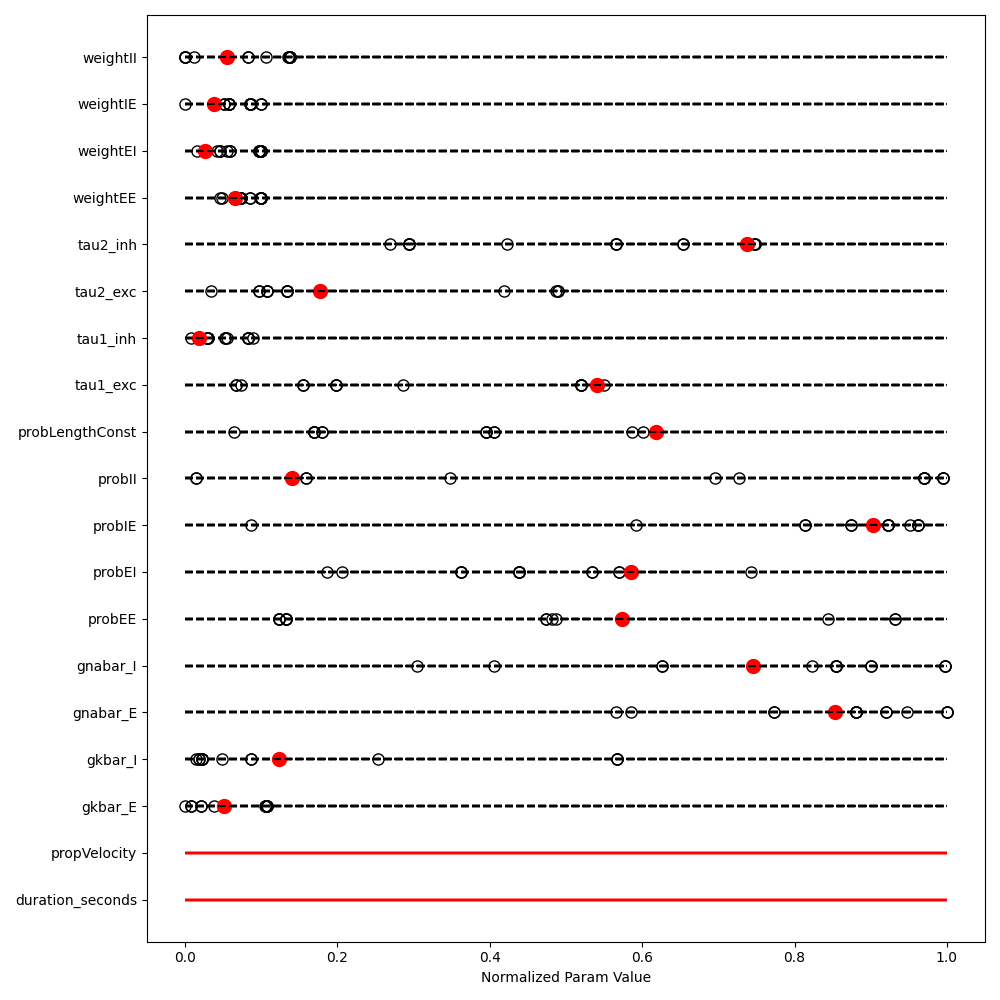 weightII
weightIE
weightEI
weightEE
tau2_inh
tau2_exc
tau1_inh
tau1_exc
probLengthConst
probII
probIE
probEI
probEE
gnabar_I
gnabar_E
gkbar_I
gkbar_E
propVelocity
duration_seconds
0.0 0.2 0.4 0.6 0.8 1.0
Normalized Param Value